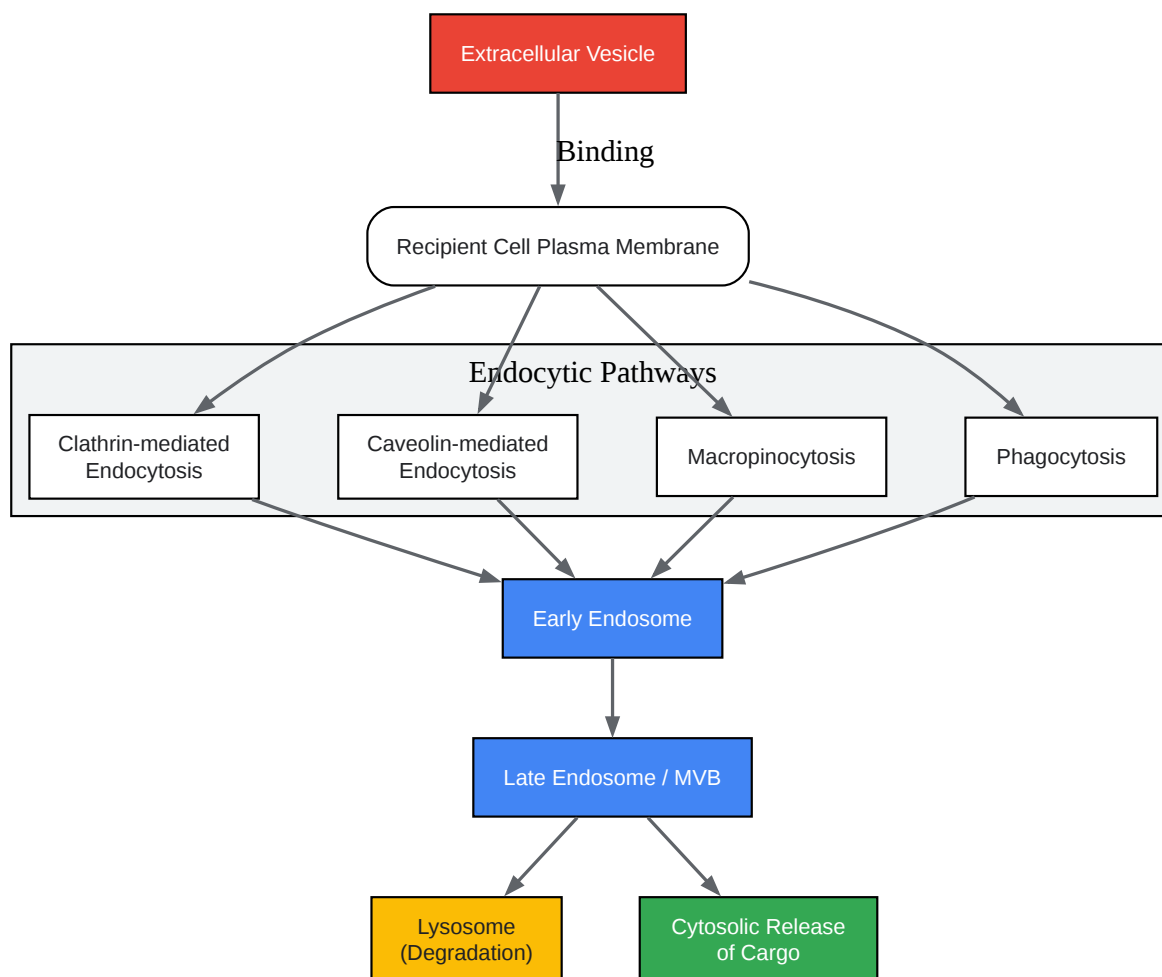 Extracellular Vesicle
Binding
Recipient Cell Plasma Membrane
Endocytic Pathways
Clathrin-mediated
Endocytosis
Caveolin-mediated
Endocytosis
Macropinocytosis
Phagocytosis
Early Endosome
Late Endosome / MVB
Lysosome
(Degradation)
Cytosolic Release
of Cargo